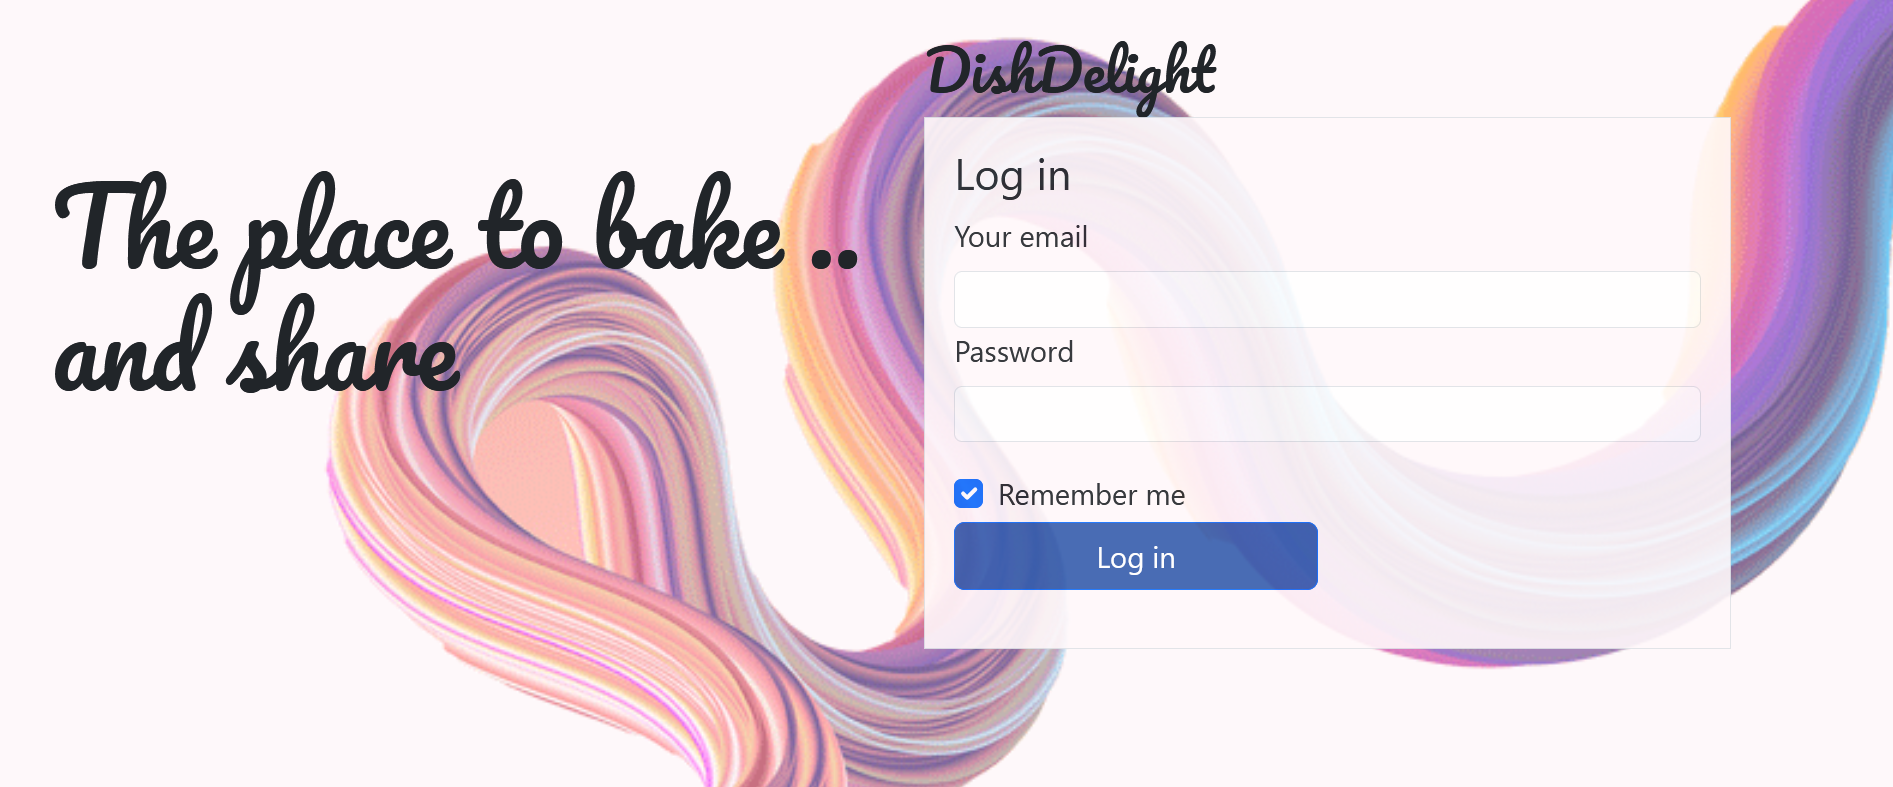 The place to bake ..
and share
DishDelight
Log in
Your email
Password
Remember me
Log in